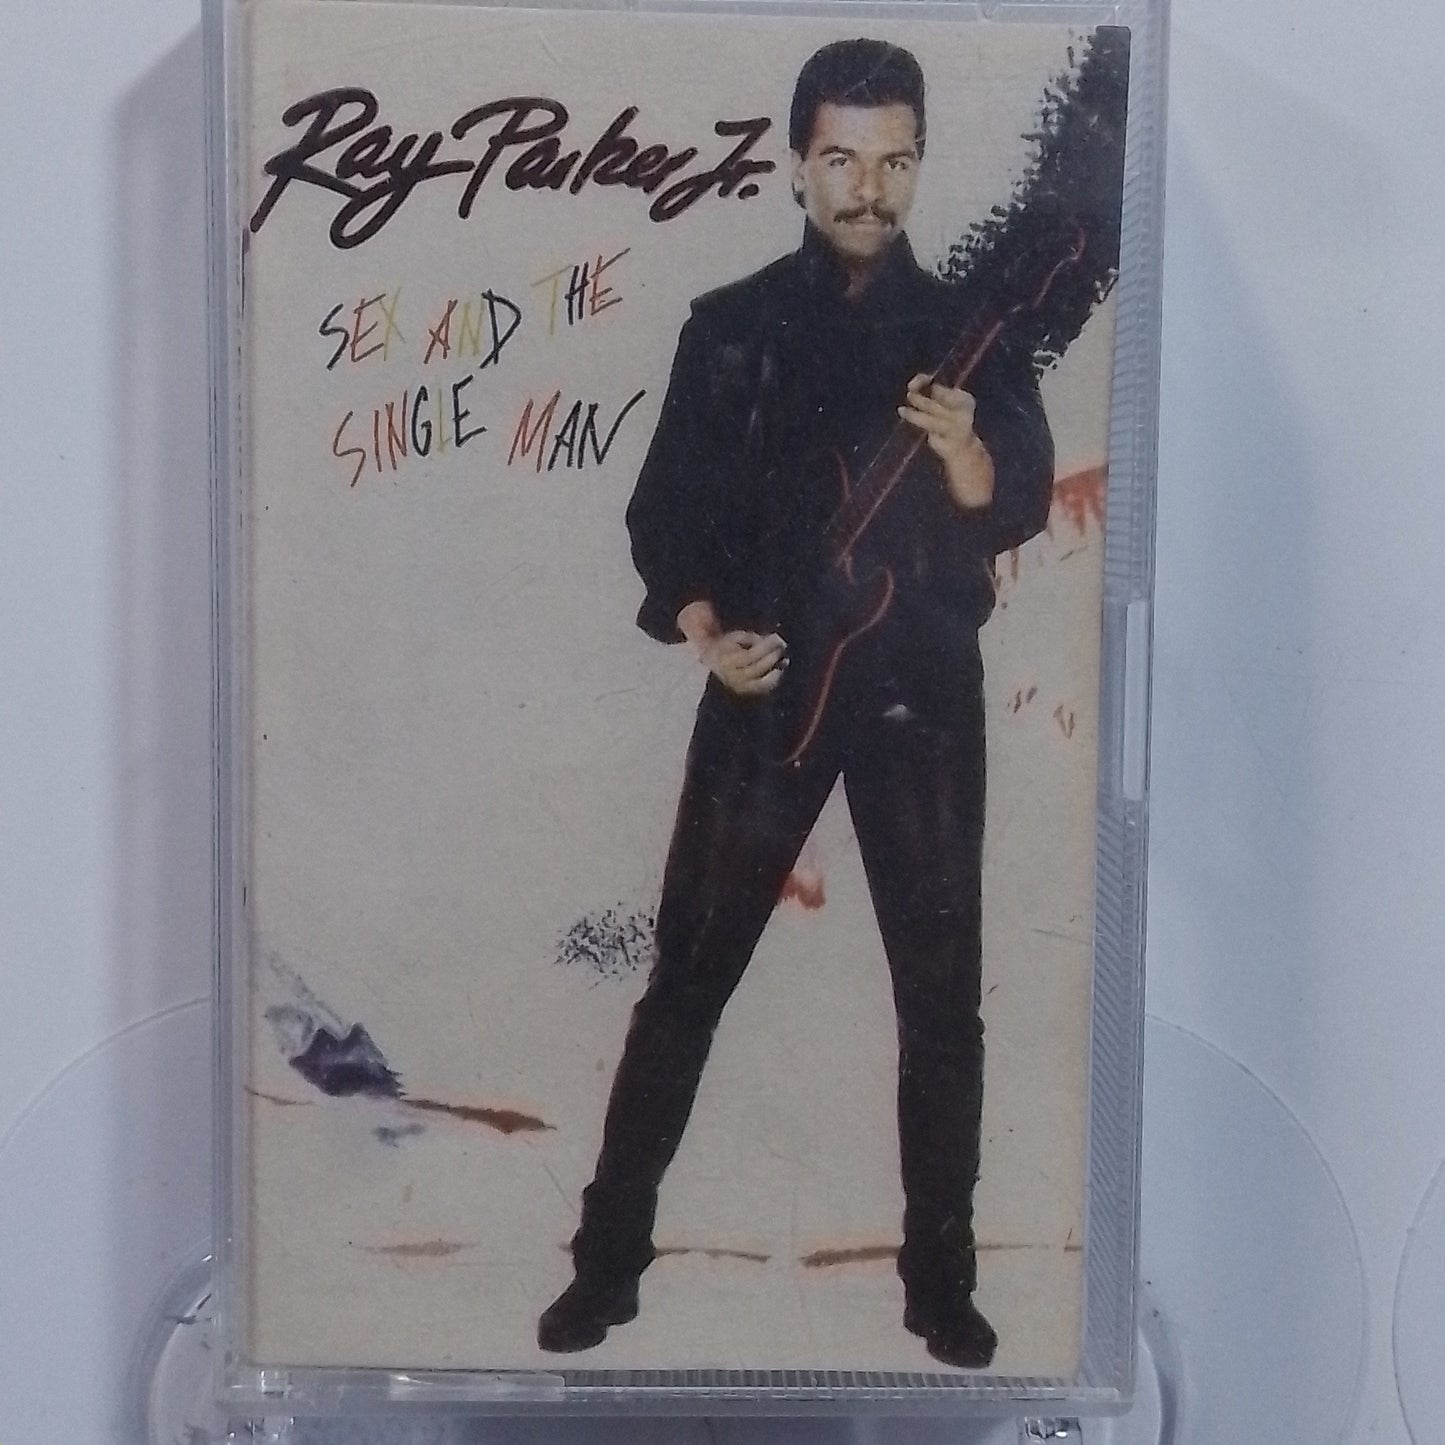 Ray Parker Jr.
SEX AND THE
SINGLE MAN